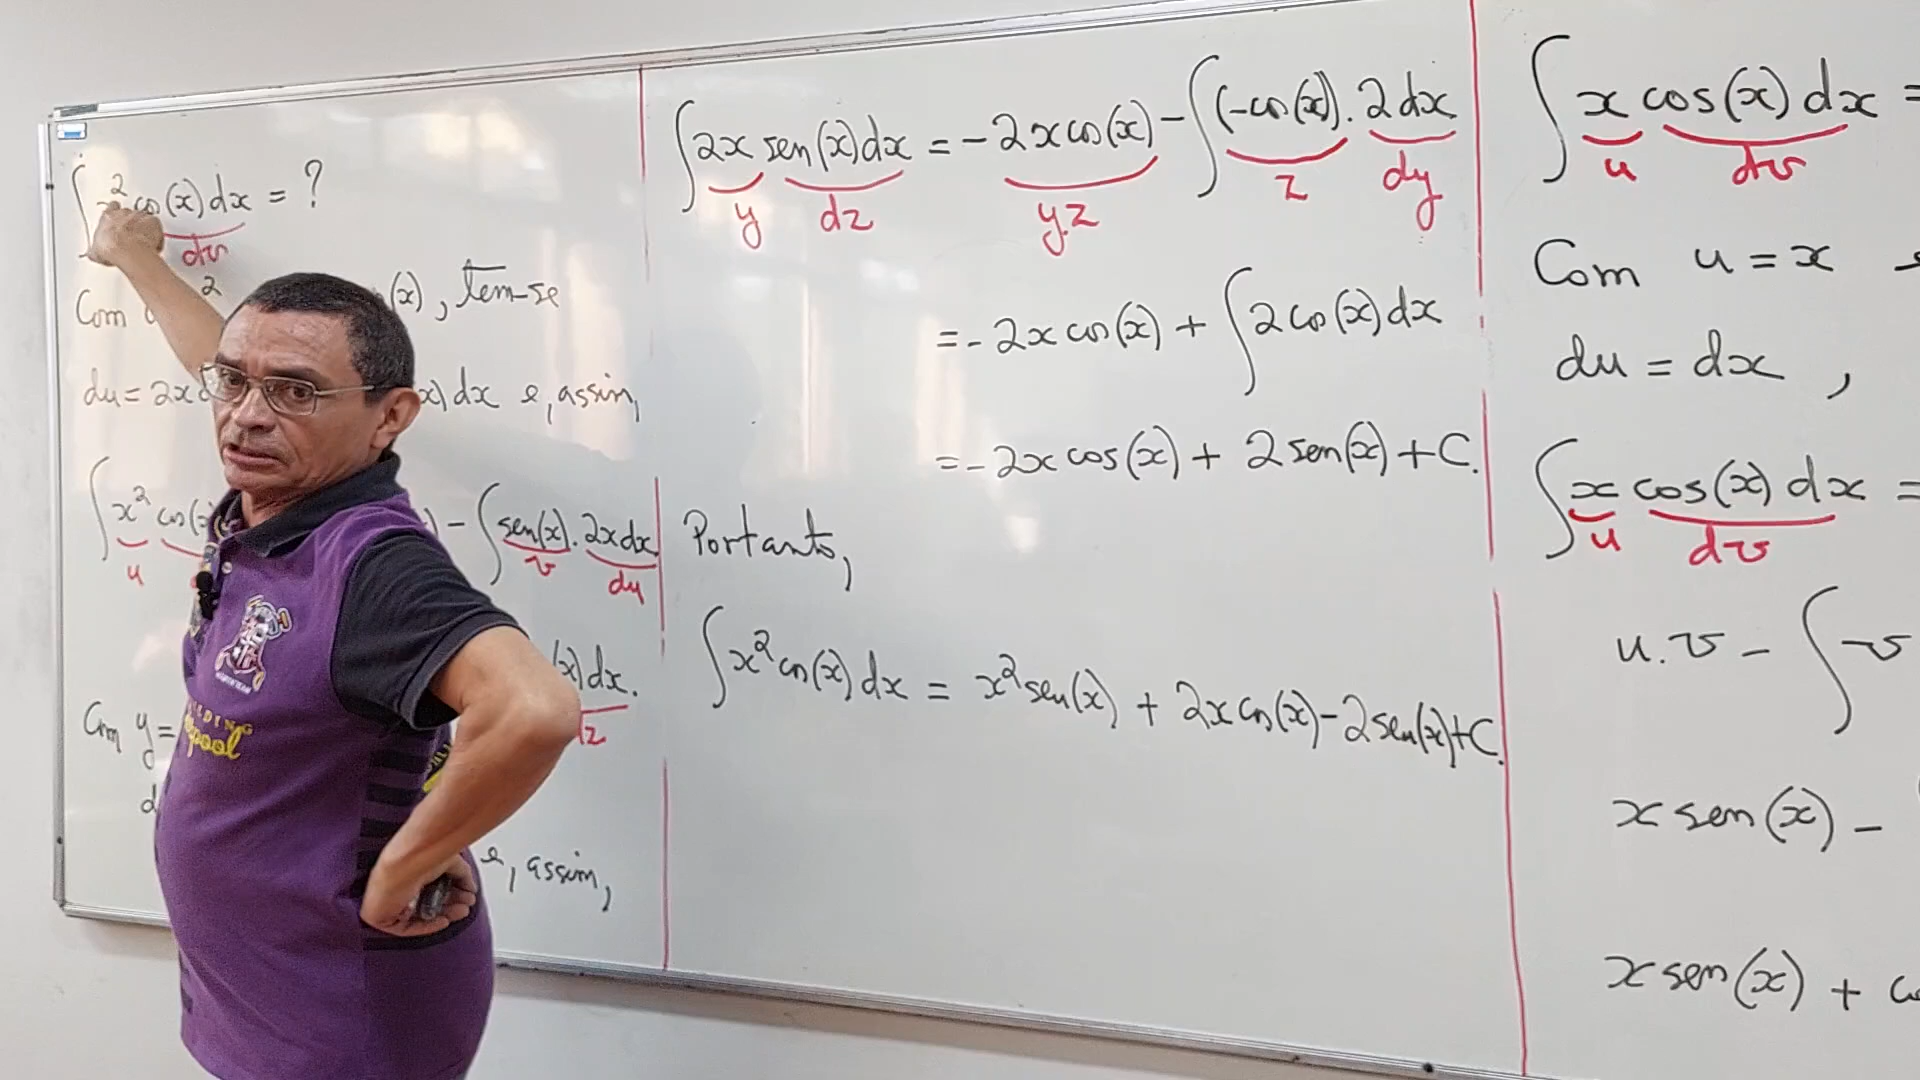 ∫ x² cos(x) dx = ?
dv
Com u 2 (x), tem-se
du = 2x d x) dx e, assim,
∫ x² cos(x ) - ∫ sen(x) . 2x dx
u v du
(x) dx.
dz
Com y =
d
e, assim,
∫ 2x sen(x) dx = - 2x cos(x) - ∫ (-cos(x)) . 2 dx
y dz y.z z dy
= - 2x cos(x) + ∫ 2 cos(x) dx
= - 2x cos(x) + 2 sen(x) + C.
Portanto,
∫ x² cos(x) dx = x² sen(x) + 2x cos(x) - 2 sen(x) + C.
∫ x cos(x) dx =
u dv
Com u = x e
du = dx ,
∫ x cos(x) dx =
u dv
u . v - ∫ v
x sen(x) -
x sen(x) + co